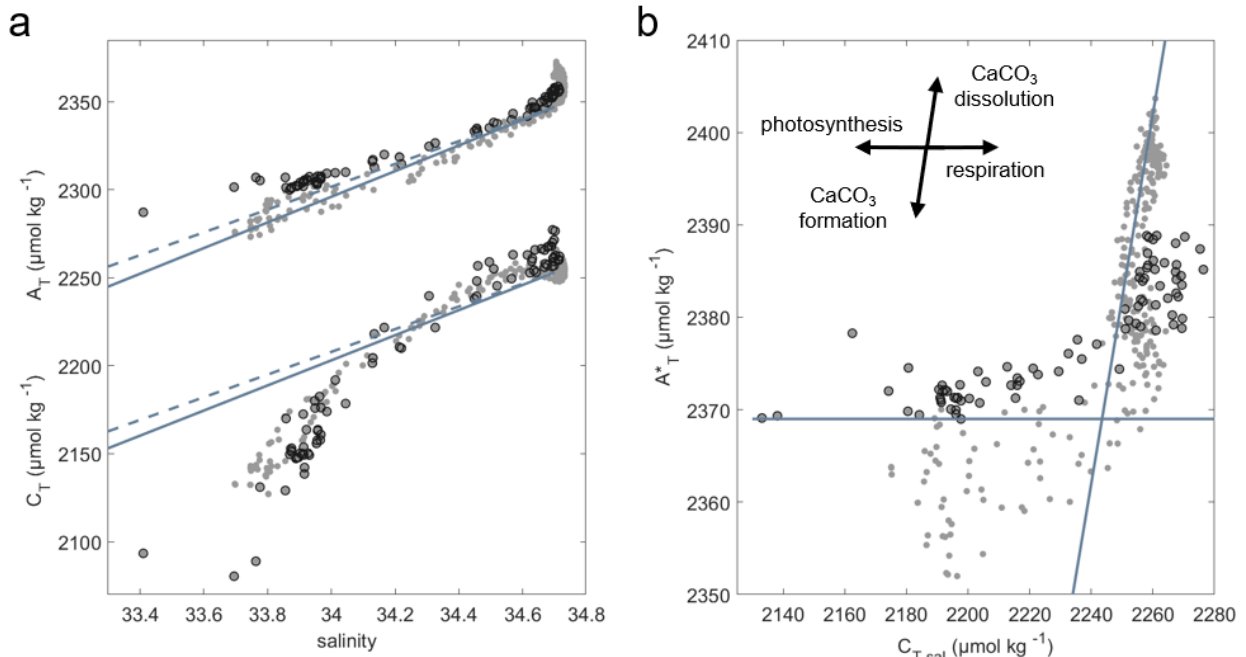 a
A_T (μmol kg⁻¹)
2350
2300
2250
C_T (μmol kg⁻¹)
2200
2150
2100
33.4 33.6 33.8 34 34.2 34.4 34.6 34.8
salinity
b
A*_T (μmol kg⁻¹)
2410
2400
2390
2380
2370
2360
2350
CaCO₃
dissolution
photosynthesis
respiration
CaCO₃
formation
2140 2160 2180 2200 2220 2240 2260 2280
C_T,sal (μmol kg⁻¹)